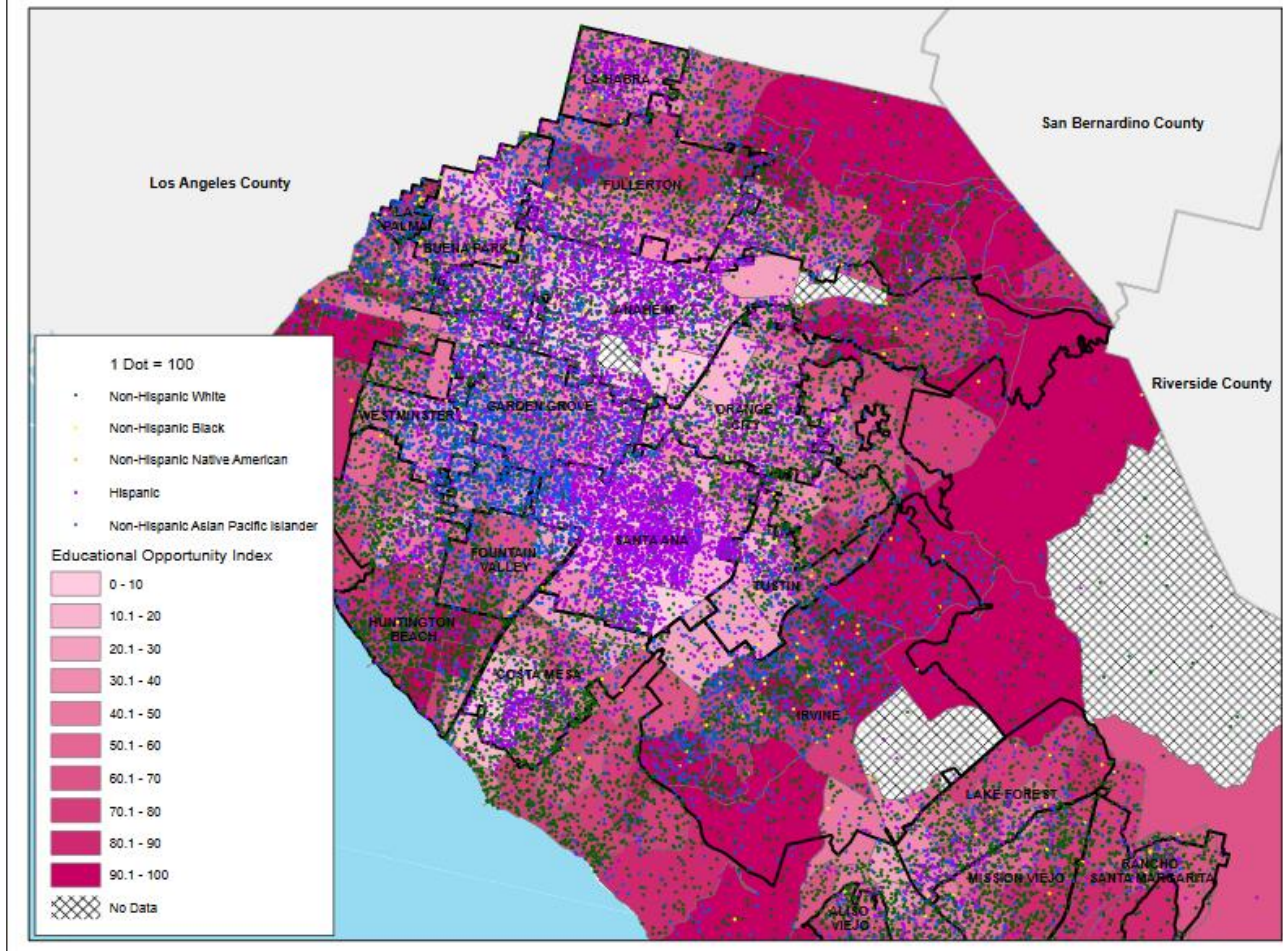 LA HABRA
San Bernardino County
Los Angeles County
FULLERTON
LA
PALMA
BUENA PARK
ANAHEIM
Riverside County
1 Dot = 100
Non-Hispanic White
Non-Hispanic Black
Non-Hispanic Native American
Hispanic
Non-Hispanic Asian Pacific Islander
Educational Opportunity Index
0 - 10
10.1 - 20
20.1 - 30
30.1 - 40
40.1 - 50
50.1 - 60
60.1 - 70
70.1 - 80
80.1 - 90
90.1 - 100
No Data
WESTMINSTER
GARDEN GROVE
ORANGE
CITY
SANTA ANA
FOUNTAIN
VALLEY
TUSTIN
HUNTINGTON
BEACH
COSTA MESA
IRVINE
LAKE FOREST
MISSION VIEJO
RANCHO
SANTA MARGARITA
ALISO
VIEJO